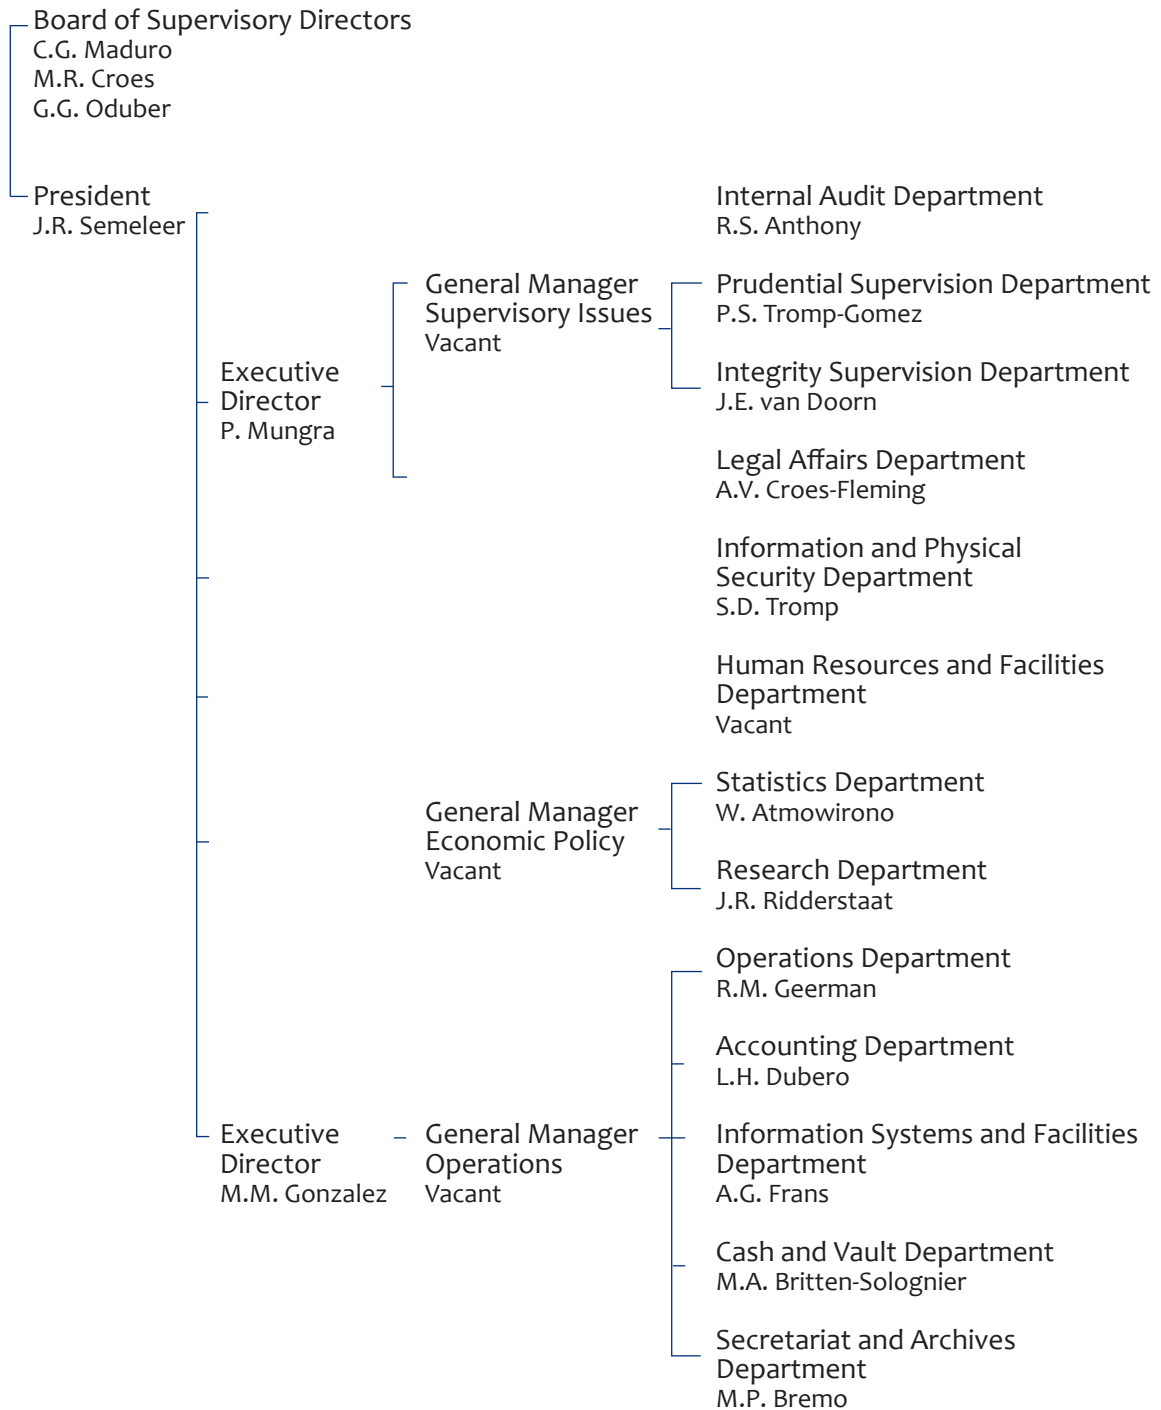 Board of Supervisory Directors
C.G. Maduro
M.R. Croes
G.G. Oduber
President
J.R. Semeleer
Internal Audit Department
R.S. Anthony
General Manager
Supervisory Issues
Vacant
Prudential Supervision Department
P.S. Tromp-Gomez
Executive
Director
P. Mungra
Integrity Supervision Department
J.E. van Doorn
Legal Affairs Department
A.V. Croes-Fleming
Information and Physical
Security Department
S.D. Tromp
Human Resources and Facilities
Department
Vacant
General Manager
Economic Policy
Vacant
Statistics Department
W. Atmowirono
Research Department
J.R. Ridderstaat
Operations Department
R.M. Geerman
Accounting Department
L.H. Dubero
Executive
Director
M.M. Gonzalez
General Manager
Operations
Vacant
Information Systems and Facilities
Department
A.G. Frans
Cash and Vault Department
M.A. Britten-Solognier
Secretariat and Archives
Department
M.P. Bremo